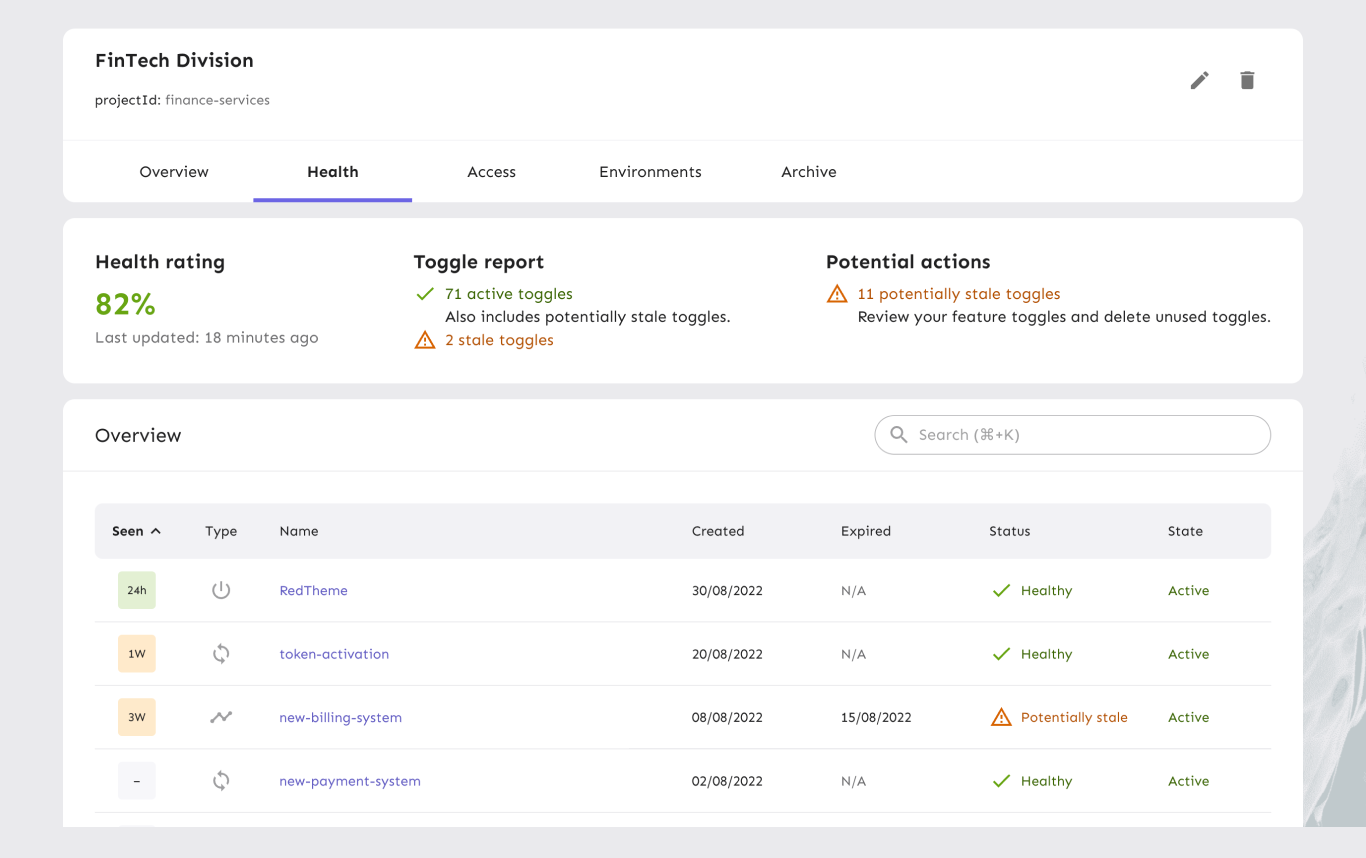 FinTech Division
projectId: finance-services
Overview Health Access Environments Archive
Health rating
82%
Last updated: 18 minutes ago
Toggle report
71 active toggles
Also includes potentially stale toggles.
2 stale toggles
Potential actions
11 potentially stale toggles
Review your feature toggles and delete unused toggles.
Overview
Search (⌘+K)
Seen Type Name Created Expired Status State
24h RedTheme 30/08/2022 N/A Healthy Active
1W token-activation 20/08/2022 N/A Healthy Active
3W new-billing-system 08/08/2022 15/08/2022 Potentially stale Active
– new-payment-system 02/08/2022 N/A Healthy Active